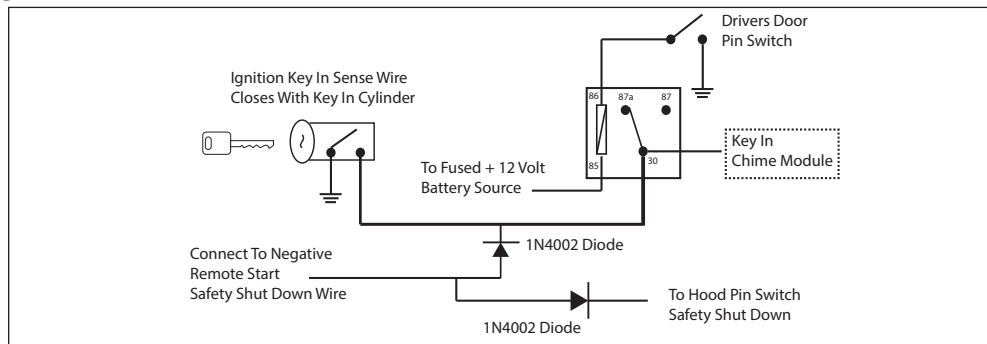 Drivers Door
Pin Switch
Ignition Key In Sense Wire
Closes With Key In Cylinder
86
87a
87
85
30
Key In
Chime Module
To Fused + 12 Volt
Battery Source
1N4002 Diode
Connect To Negative
Remote Start
Safety Shut Down Wire
To Hood Pin Switch
Safety Shut Down
1N4002 Diode